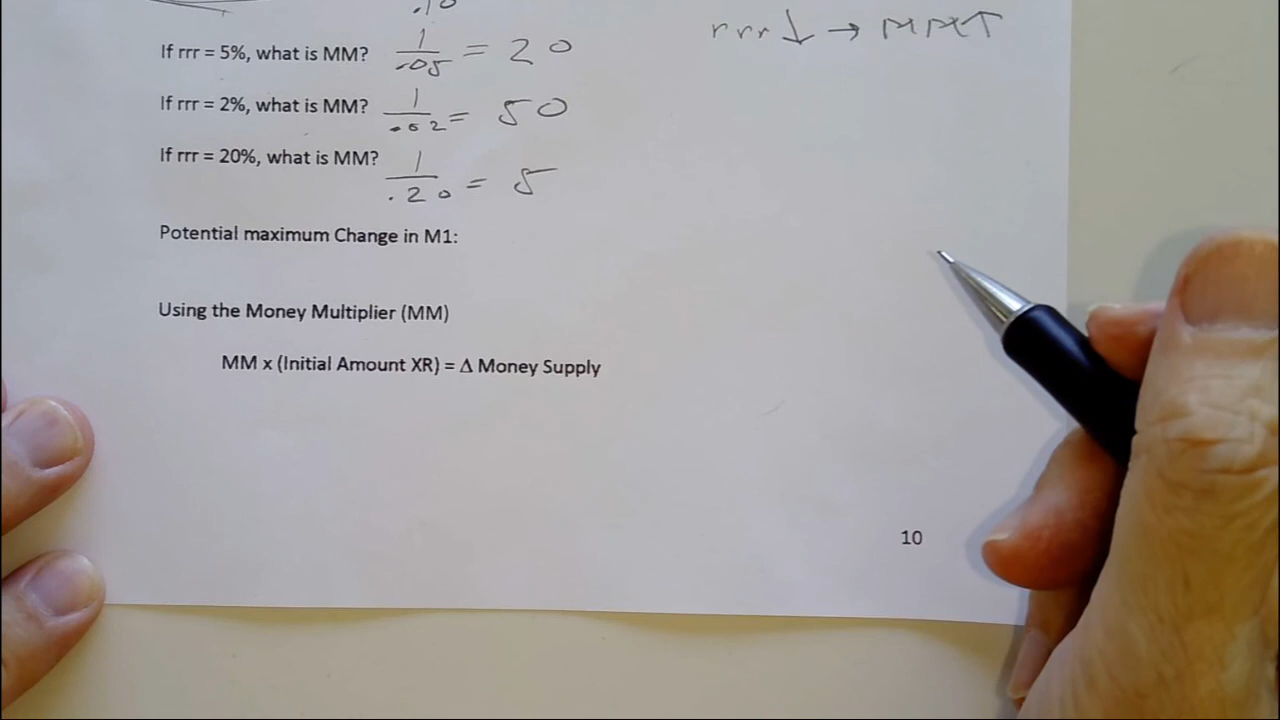 .10
rrr↓ → MM↑
If rrr = 5%, what is MM? 1/.05 = 20
If rrr = 2%, what is MM? 1/.02 = 50
If rrr = 20%, what is MM? 1/.20 = 5
Potential maximum Change in M1:
Using the Money Multiplier (MM)
MM x (Initial Amount XR) = Δ Money Supply
10